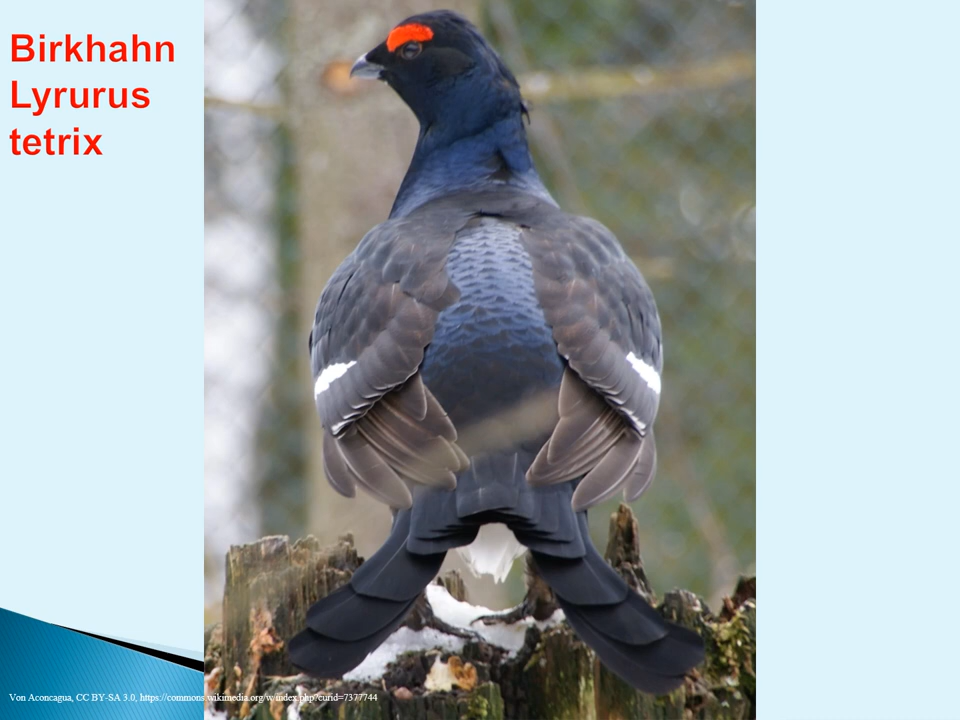 Birkhahn
Lyrurus
tetrix
Von Aconcagua, CC BY-SA 3.0, https://commons.wikimedia.org/w/index.php?curid=7377744